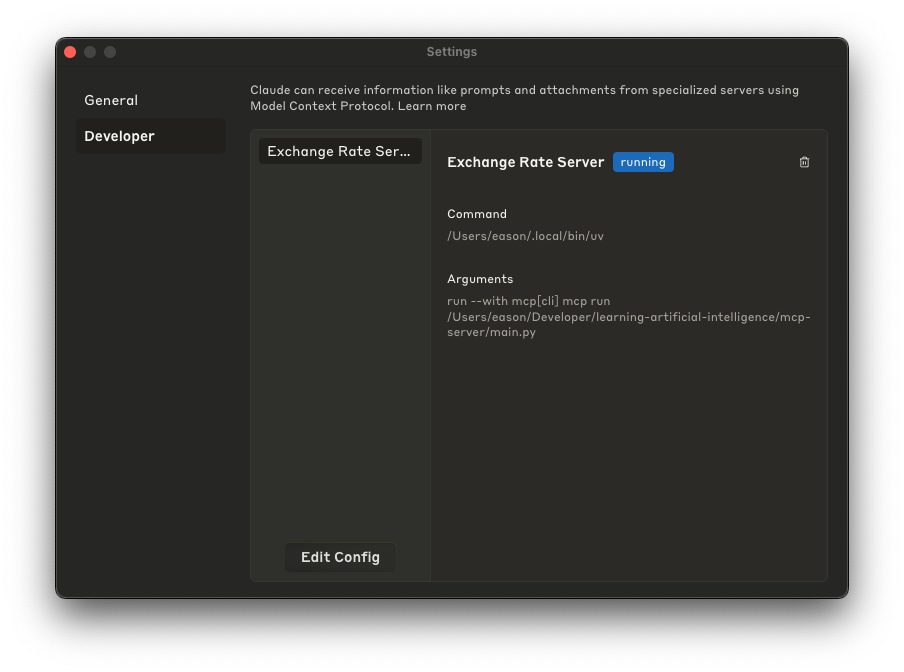 Settings
General
Developer
Claude can receive information like prompts and attachments from specialized servers using
Model Context Protocol. Learn more
Exchange Rate Ser...
Edit Config
Exchange Rate Server running
Command
/Users/eason/.local/bin/uv
Arguments
run --with mcp[cli] mcp run
/Users/eason/Developer/learning-artificial-intelligence/mcp-
server/main.py